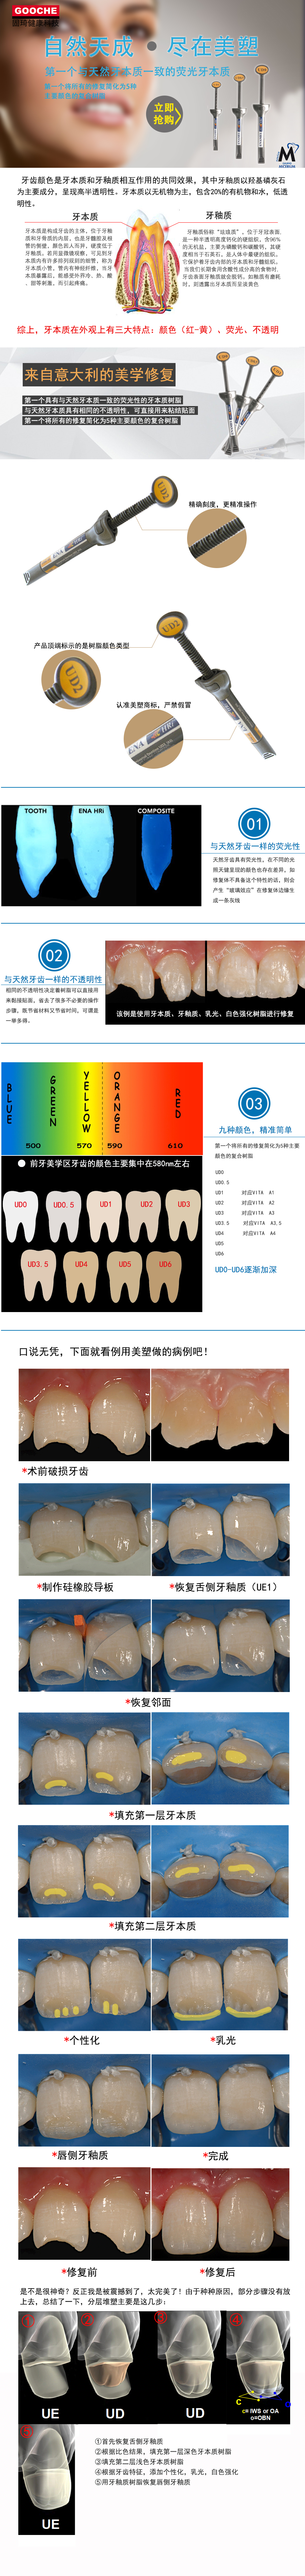 GOOCHE
自然天成 · 尽在美塑
第一个与天然牙本质一致的荧光牙本质
第一个将所有的修复简化为5种
主要颜色的复合树脂
立即
抢购
M
牙齿颜色是牙本质和牙釉质相互作用的共同效果，其中牙釉质以羟基磷灰石
为主要成分，呈现高半透明性。牙本质以无机物为主，包含20%的有机物和水，低透
明性。
牙本质
牙釉质
综上，牙本质在外观上有三大特点：颜色（红-黄）、荧光、不透明
来自意大利的美学修复
第一个具有与天然牙本质一致的荧光性的牙本质树脂
与天然牙本质具有相同的不透明性，可直接用来粘结贴面
第一个将所有的修复简化为5种主要颜色的复合树脂
UD2
精确刻度，更精准操作
UD2
产品顶端标示的是树脂颜色类型
UD2
认准美塑商标，严禁假冒
ENA HRi
TOOTH
ENA HRi
COMPOSITE
01
与天然牙齿一样的荧光性
天然牙齿具有荧光性，在不同的光
照天键呈现的颜色也存在差异，如
修复体不具备这个特性的话，则会
产生“玻璃效应”在修复体边缘生
成一条灰线
02
与天然牙齿一样的不透明性
相同的不透明性决定着树脂可以直接用
来黏接贴面，省去了很多不必要的操作
步骤，既节省材料又节省时间，可谓是
一举多得。
该例是使用牙本质、牙釉质、乳光、白色强化树脂进行修复
BLUE
GREEN
YELLOW
ORANGE
RED
500
570
590
610
前牙美学区牙齿的颜色主要集中在580nm左右
UD0
UD0.5
UD1
UD2
UD3
UD3.5
UD4
UD5
UD6
03
九种颜色，精准简单
第一个将所有的修复简化为5种主要
颜色的复合树脂
UD0
UD0.5
UD1 对应VITA A1
UD2 对应VITA A2
UD3 对应VITA A3
UD3.5 对应VITA A3.5
UD4 对应VITA A4
UD5
UD6
UD0-UD6逐渐加深
口说无凭，下面就看例用美塑做的病例吧！
*术前破损牙齿
*制作硅橡胶导板
*恢复舌侧牙釉质（UE1）
*恢复邻面
*填充第一层牙本质
*填充第二层牙本质
*个性化
*乳光
*唇侧牙釉质
*完成
*修复前
*修复后
是不是很神奇？反正我是被震撼到了，太完美了！由于种种原因，部分步骤没有放
上去，总结了一下，分层堆塑主要是这几步：
①
②
③
④
UE
UD
UD
C
c= IWS or OA
o=OBN
⑤
UE
①首先恢复舌侧牙釉质
②根据比色结果，填充第一层深色牙本质树脂
③填充第二层浅色牙本质树脂
④根据牙齿特征，添加个性化，乳光，白色强化
⑤用牙釉质树脂恢复唇侧牙釉质